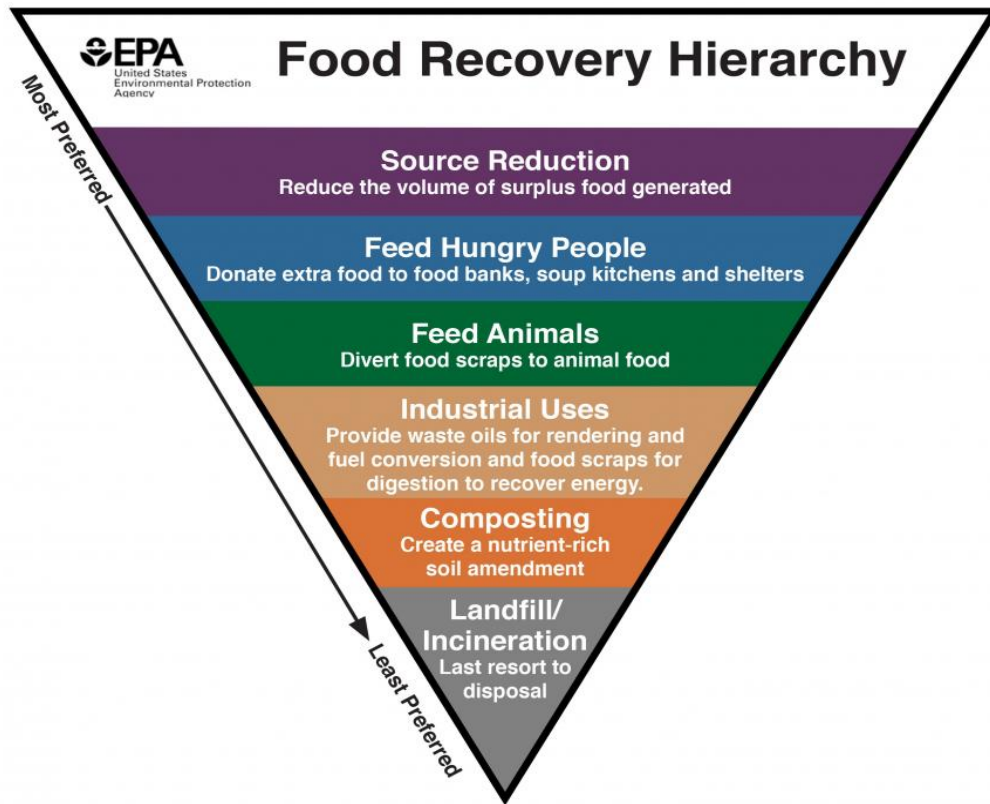 EPA
United States
Environmental Protection
Agency
Food Recovery Hierarchy
Most Preferred
Source Reduction
Reduce the volume of surplus food generated
Feed Hungry People
Donate extra food to food banks, soup kitchens and shelters
Feed Animals
Divert food scraps to animal food
Industrial Uses
Provide waste oils for rendering and
fuel conversion and food scraps for
digestion to recover energy.
Composting
Create a nutrient-rich
soil amendment
Landfill/
Incineration
Last resort to
disposal
Least Preferred